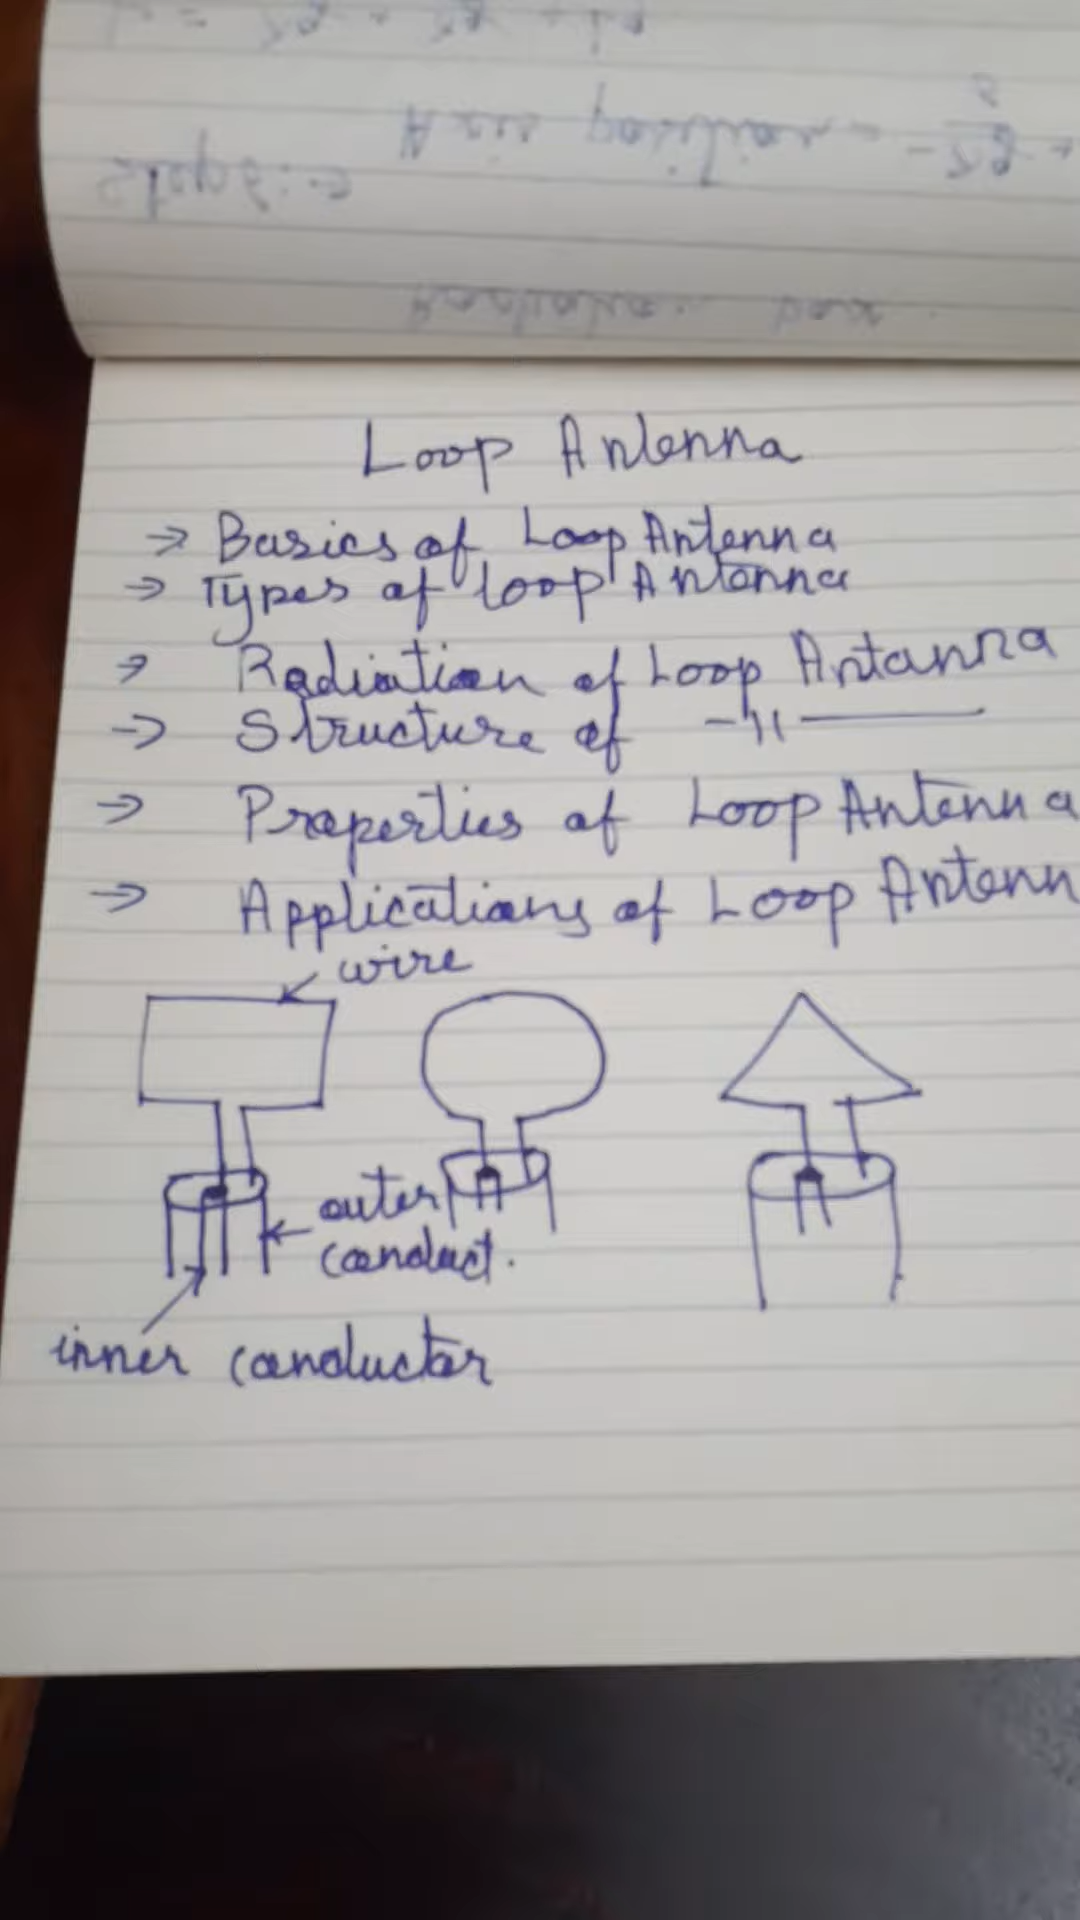 Loop Antenna
→ Basics of Loop Antenna
→ Types of loop Antenna
→ Radiation of Loop Antanna
→ Structure of —〃——
→ Properties of Loop Antenna
→ Applications of Loop Antenn
wire
outer
conduct.
inner conductor